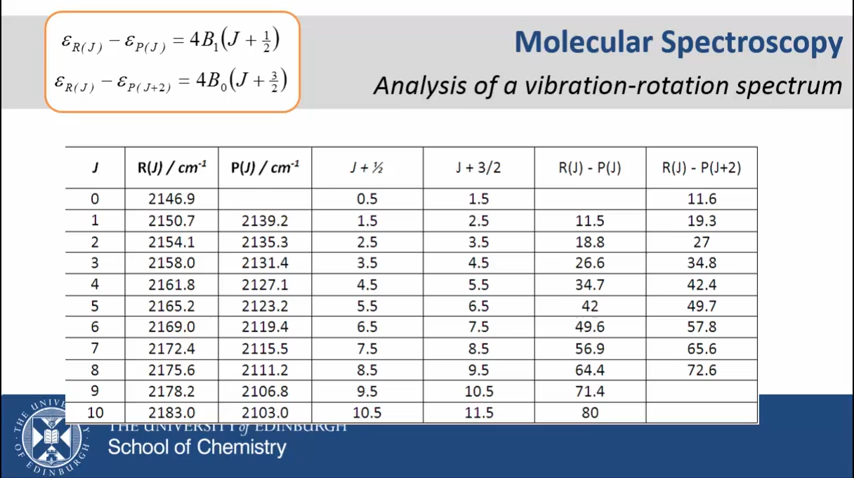 ε_R(J) − ε_P(J) = 4B₁(J + ½)
ε_R(J) − ε_P(J+2) = 4B₀(J + 3/2)
Molecular Spectroscopy
Analysis of a vibration-rotation spectrum
J R(J) / cm⁻¹ P(J) / cm⁻¹ J + ½ J + 3/2 R(J) - P(J) R(J) - P(J+2)
0 2146.9 0.5 1.5 11.6
1 2150.7 2139.2 1.5 2.5 11.5 19.3
2 2154.1 2135.3 2.5 3.5 18.8 27
3 2158.0 2131.4 3.5 4.5 26.6 34.8
4 2161.8 2127.1 4.5 5.5 34.7 42.4
5 2165.2 2123.2 5.5 6.5 42 49.7
6 2169.0 2119.4 6.5 7.5 49.6 57.8
7 2172.4 2115.5 7.5 8.5 56.9 65.6
8 2175.6 2111.2 8.5 9.5 64.4 72.6
9 2178.2 2106.8 9.5 10.5 71.4
10 2183.0 2103.0 10.5 11.5 80
THE UNIVERSITY of EDINBURGH
School of Chemistry
THE UNIVERSITY OF EDINBURGH